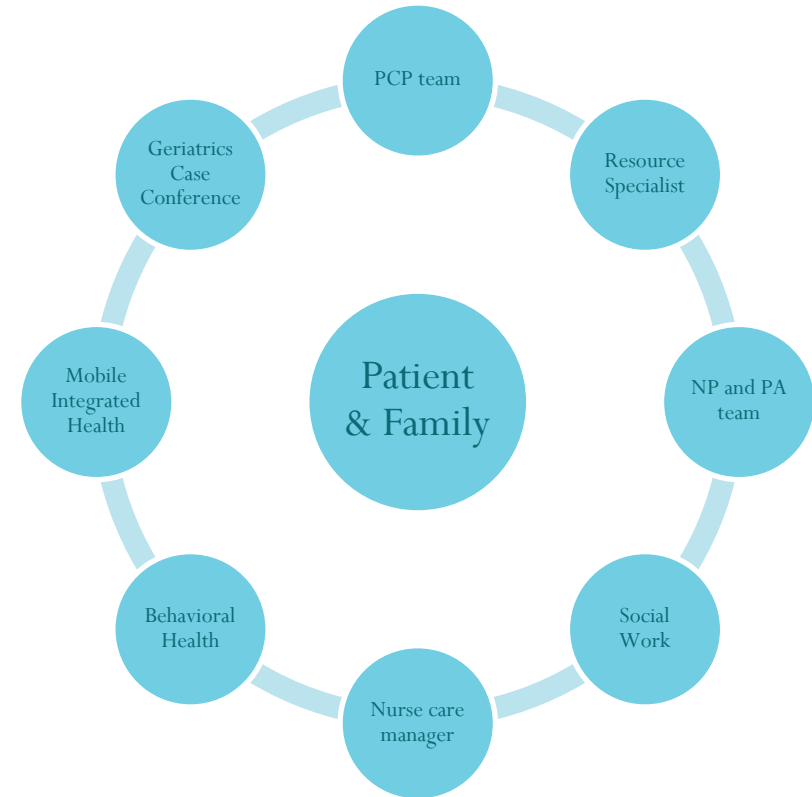 PCP team
Resource
Specialist
NP and PA
team
Social
Work
Nurse care
manager
Behavioral
Health
Mobile
Integrated
Health
Geriatrics
Case
Conference
Patient
& Family